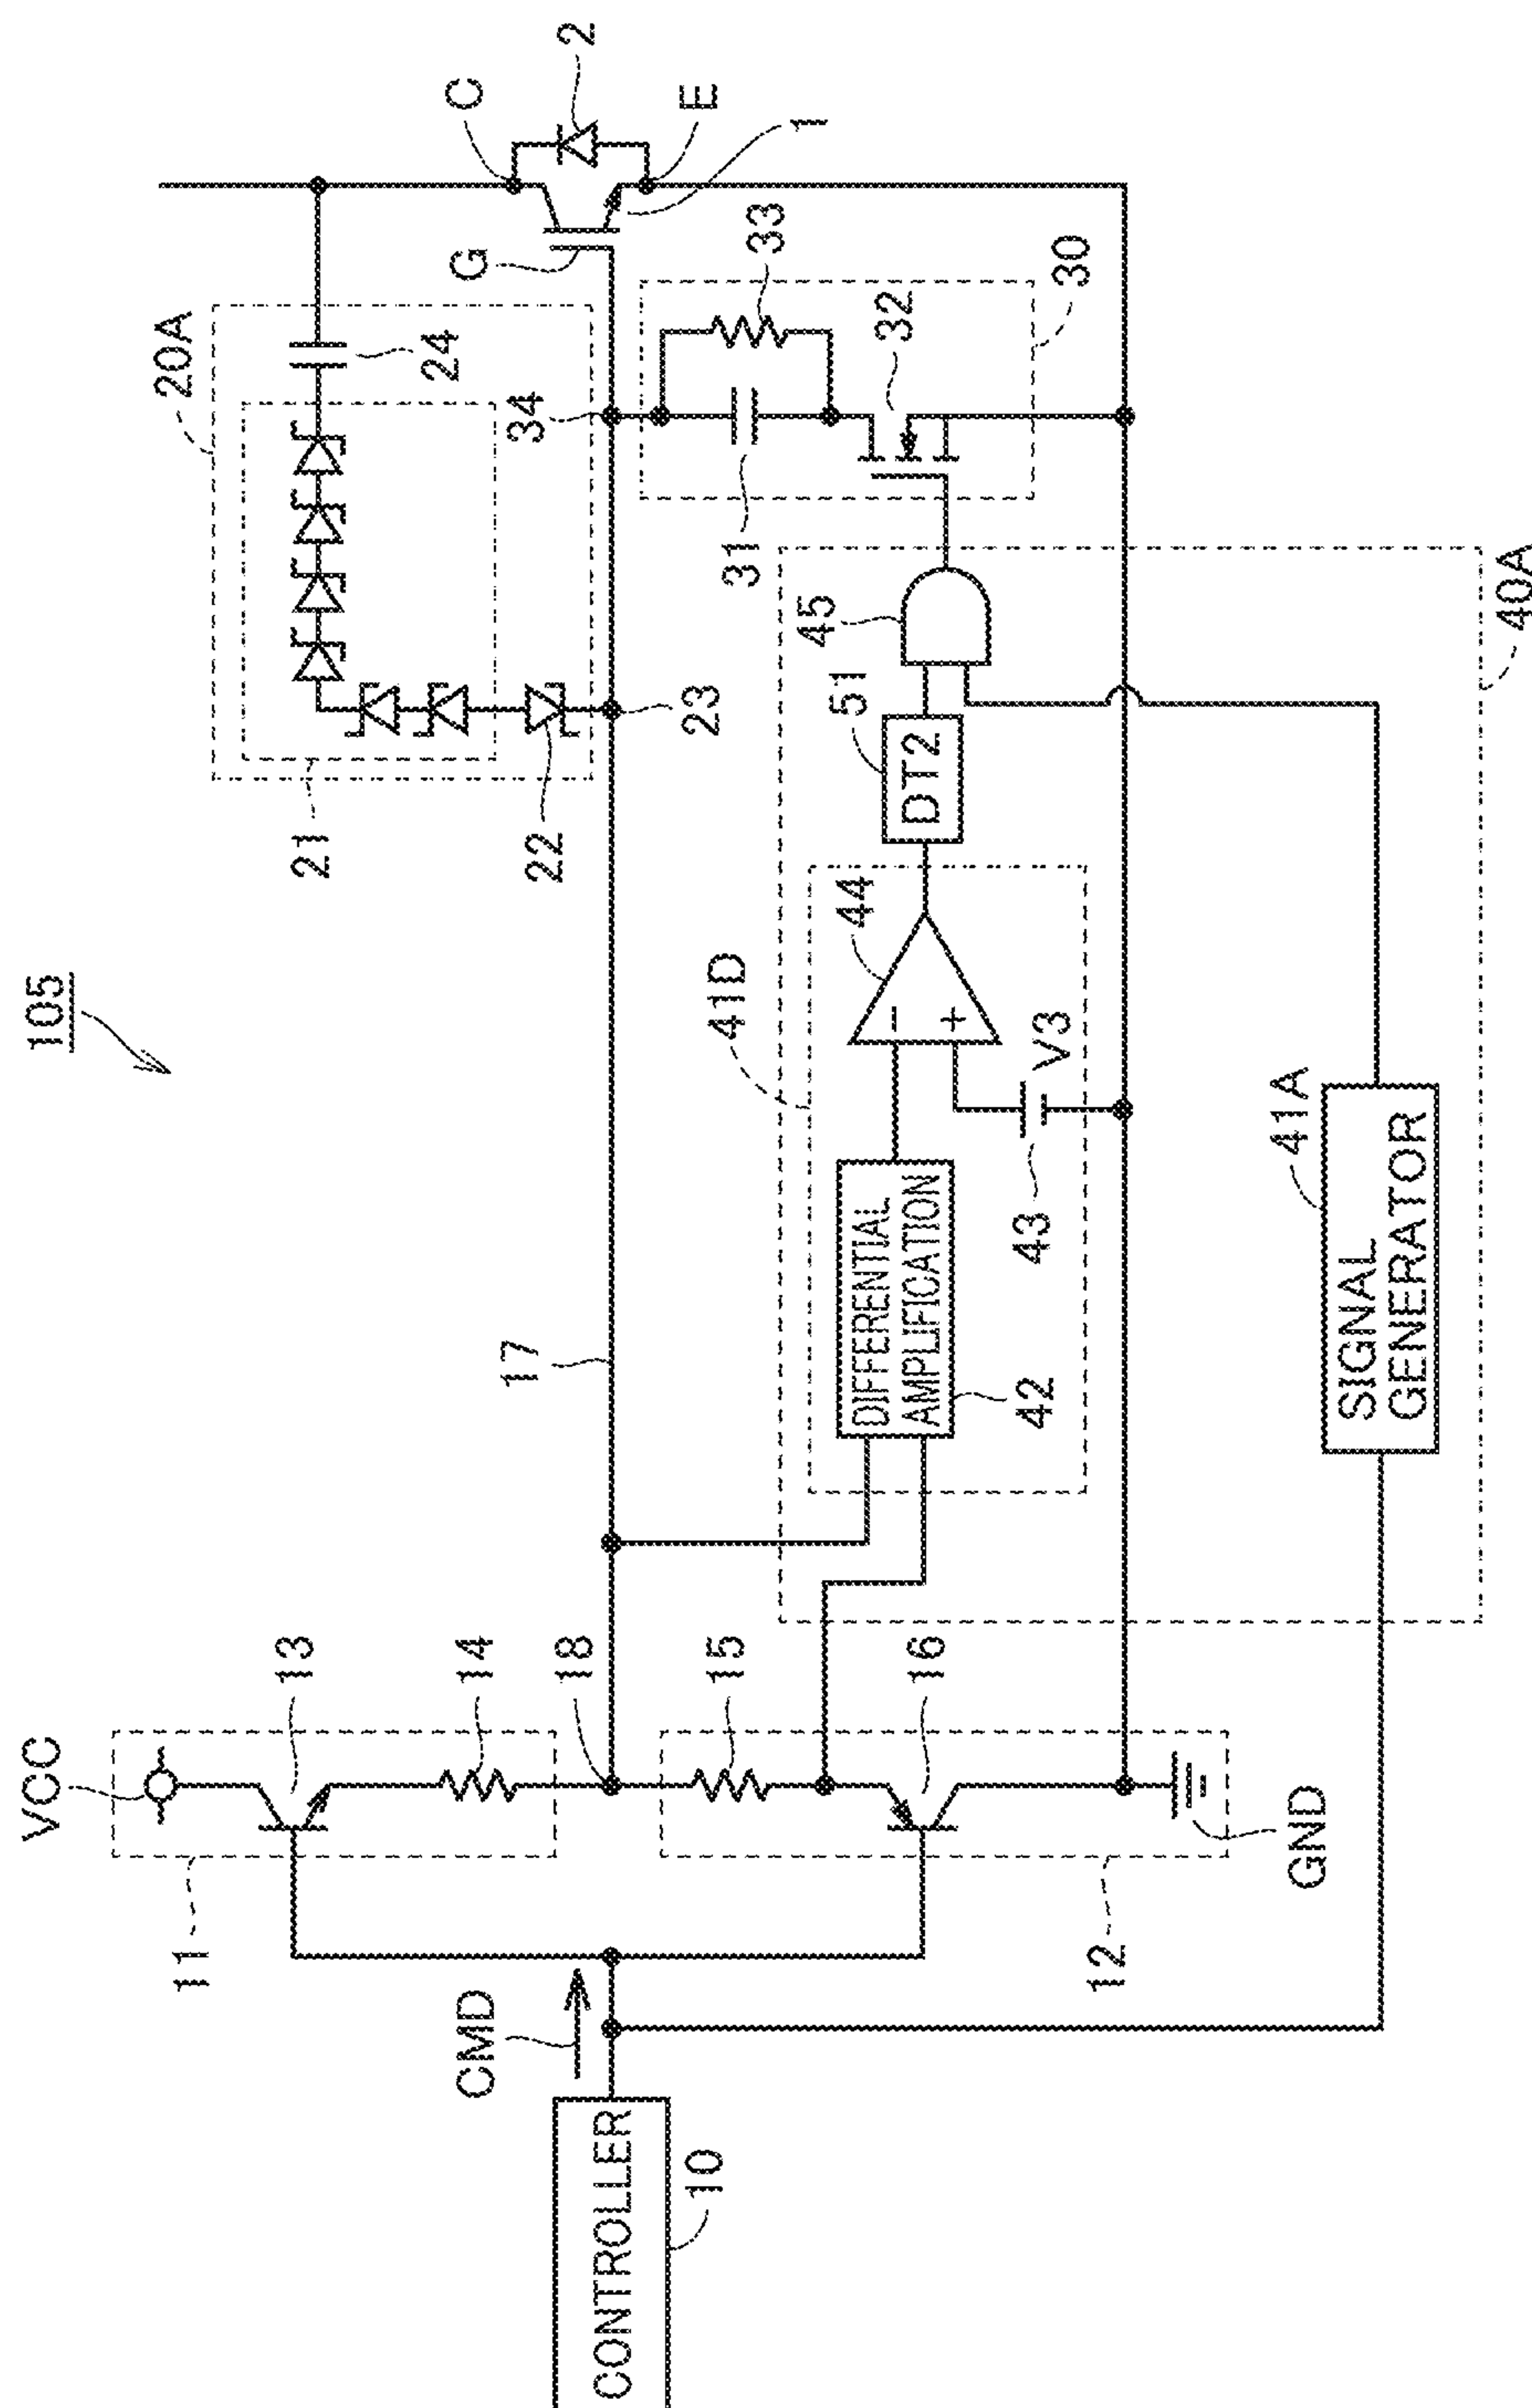 105
VCC
11
13
14
18
15
16
12
GND
CMD
CONTROLLER
10
17
20A
21
22
23
24
34
G
C
2
E
1
33
32
31
30
45
51
DT2
44
41D
−
+
V3
43
DIFFERENTIAL
AMPLIFICATION
42
41A
SIGNAL
GENERATOR
40A